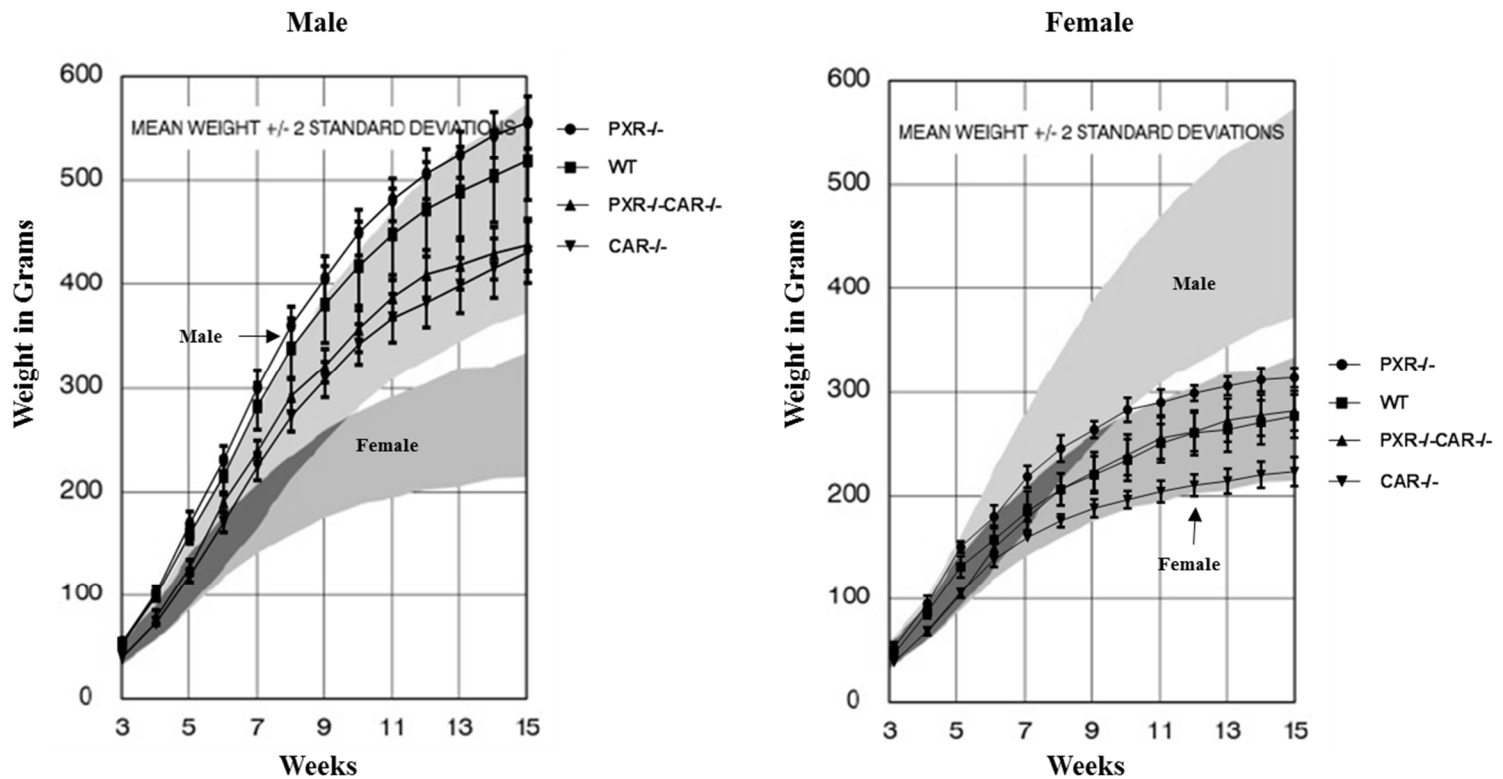 Male
600
500
400
300
200
100
0
Weight in Grams
MEAN WEIGHT +/- 2 STANDARD DEVIATIONS
Male
Female
3 5 7 9 11 13 15
Weeks
PXR-/-
WT
PXR-/-CAR-/-
CAR-/-
Female
600
500
400
300
200
100
0
Weight in Grams
MEAN WEIGHT +/- 2 STANDARD DEVIATIONS
Male
Female
3 5 7 9 11 13 15
Weeks
PXR-/-
WT
PXR-/-CAR-/-
CAR-/-